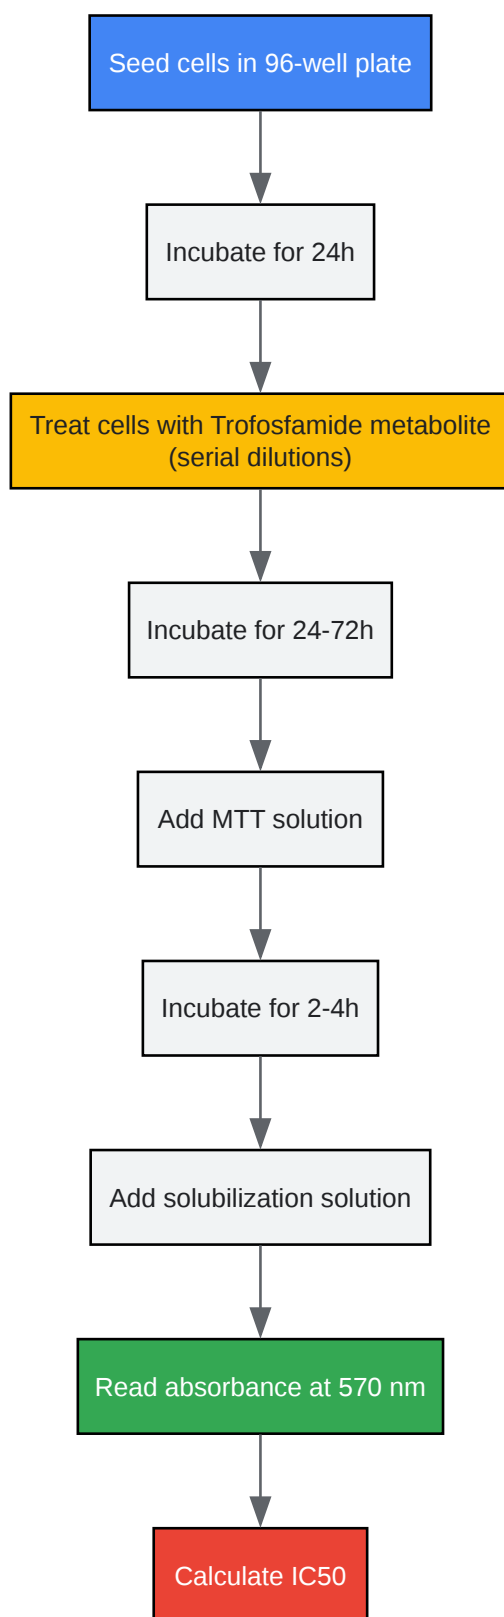 Seed cells in 96-well plate
Incubate for 24h
Treat cells with Trofosfamide metabolite
(serial dilutions)
Incubate for 24-72h
Add MTT solution
Incubate for 2-4h
Add solubilization solution
Read absorbance at 570 nm
Calculate IC50